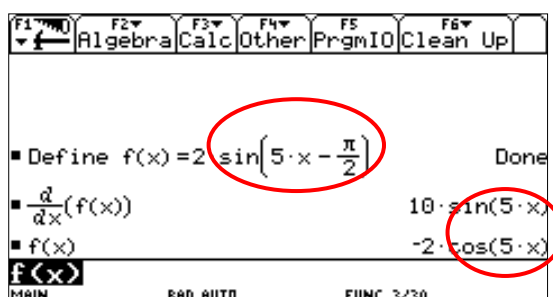 F1 F2 Algebra F3 Calc F4 Other F5 PrgmIO F6 Clean Up
▪ Define f(x)=2 sin(5·x − π/2) Done
▪ d/dx(f(x)) 10·sin(5·x)
▪ f(x) -2·cos(5·x)
f(x)
MAIN RAD AUTO FUNC 3/30